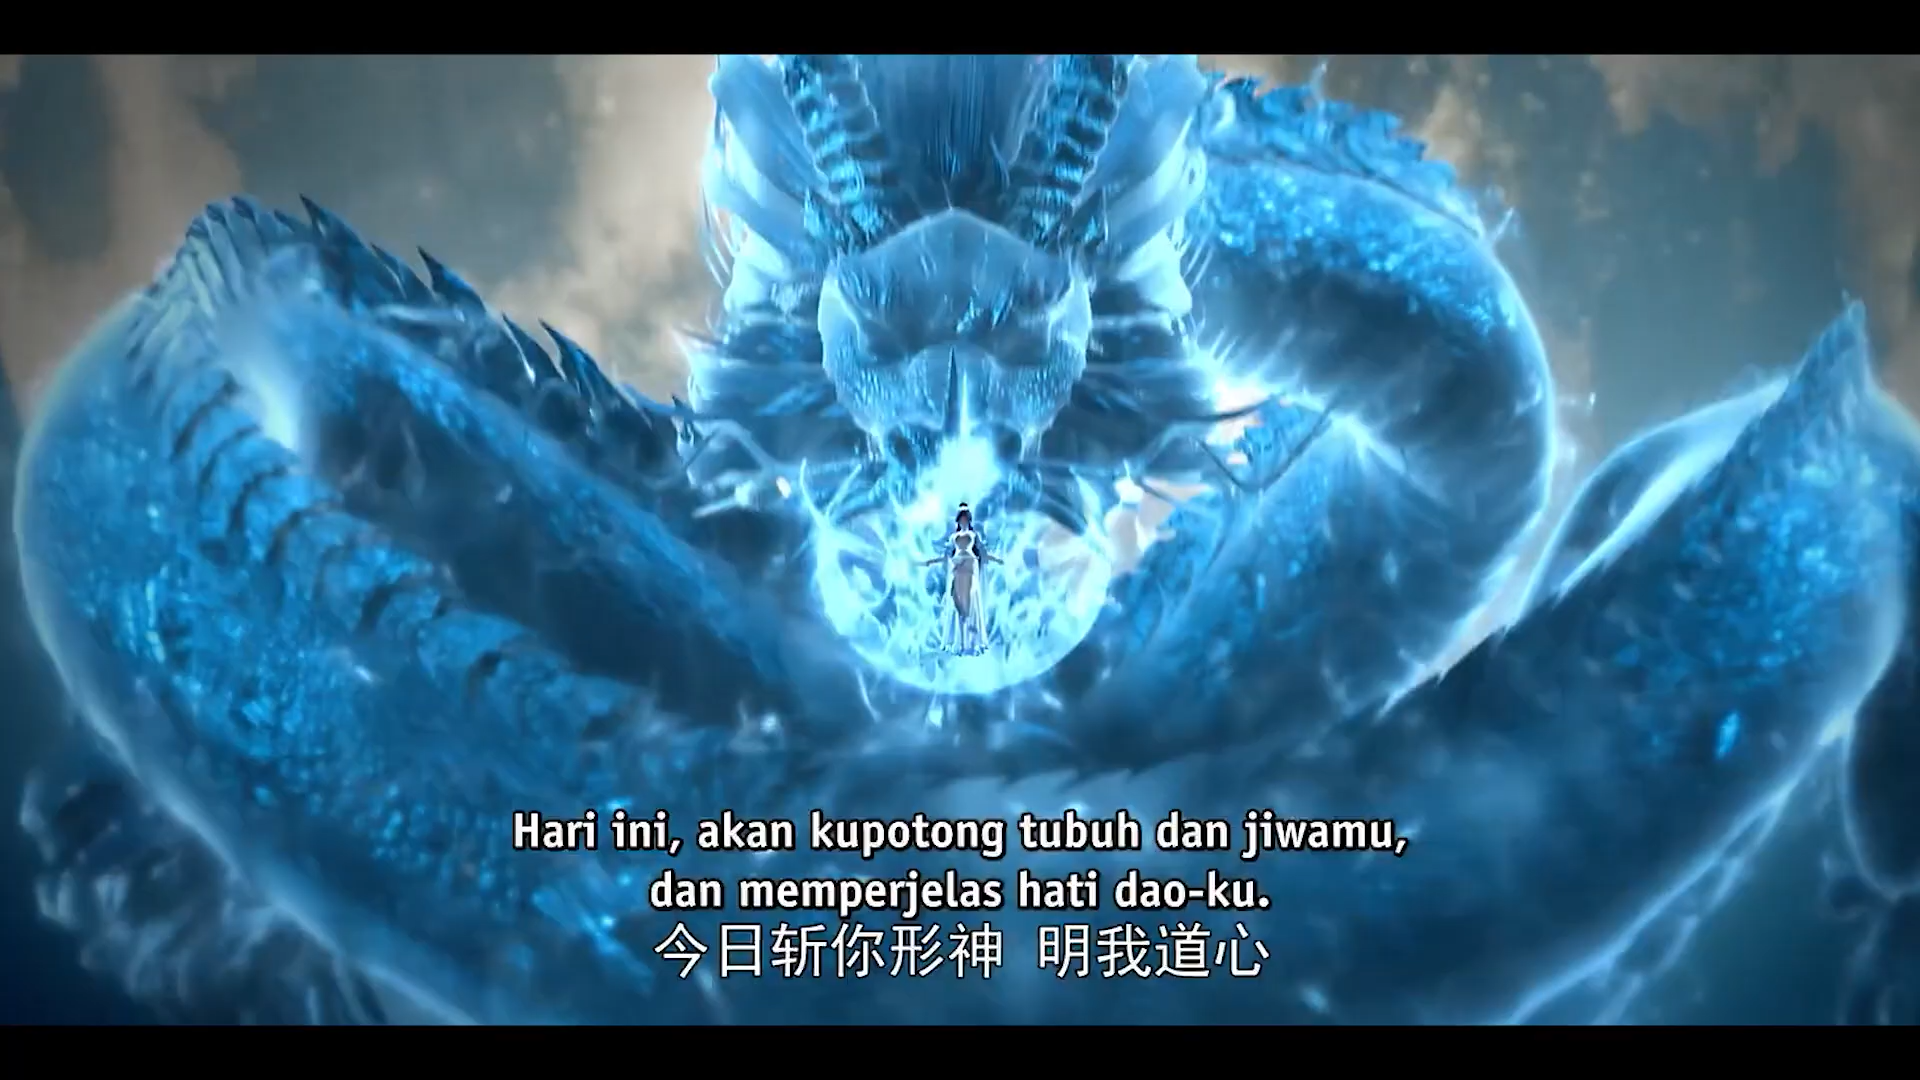 Hari ini, akan kupotong tubuh dan jiwamu,
dan memperjelas hati dao-ku.
今日斩你形神 明我道心